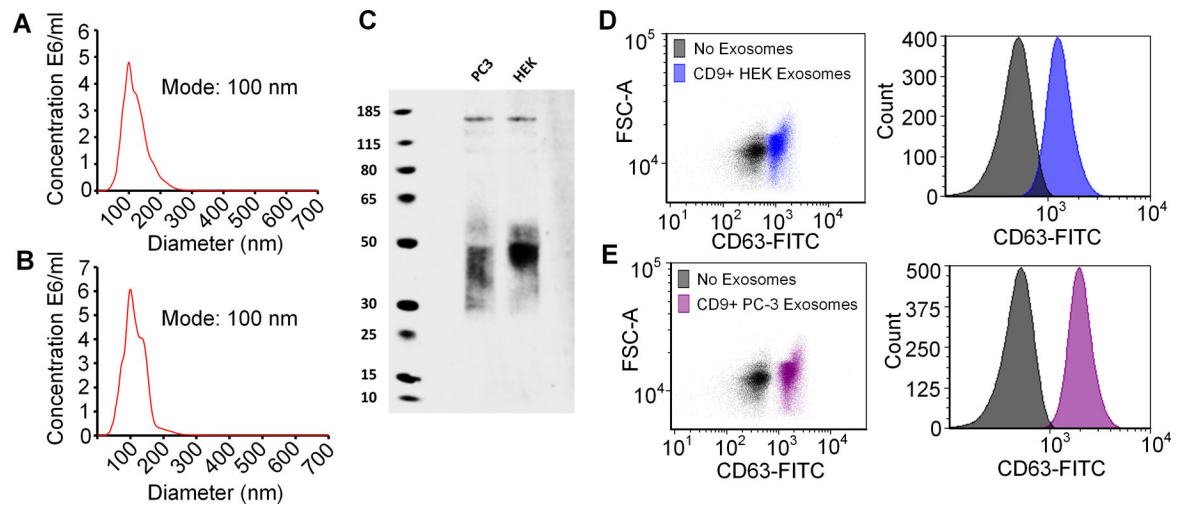 A
Concentration E6/ml
6
5
4
3
2
1
0
Mode: 100 nm
100 200 300 400 500 600 700
Diameter (nm)
B
Concentration E6/ml
7
6
5
4
3
2
1
0
Mode: 100 nm
100 200 300 400 500 600 700
Diameter (nm)
C
PC3 HEK
185
115
80
65
50
30
25
15
10
D
FSC-A
10^5
10^4
No Exosomes
CD9+ HEK Exosomes
10^1 10^2 10^3 10^4
CD63-FITC
Count
400
300
200
100
0
10^3 10^4
CD63-FITC
E
FSC-A
10^5
10^4
No Exosomes
CD9+ PC-3 Exosomes
10^1 10^2 10^3 10^4
CD63-FITC
Count
500
375
250
125
0
10^3 10^4
CD63-FITC